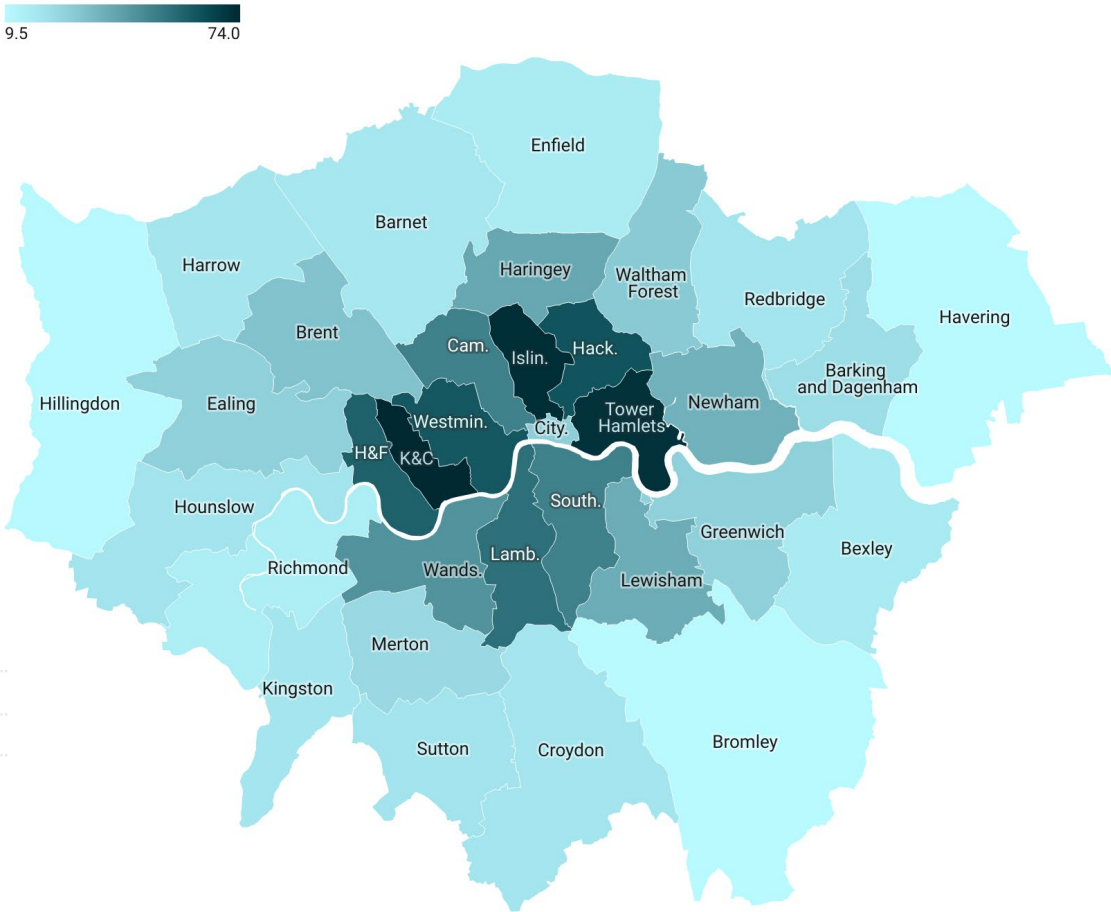 9.5 74.0
Enfield
Barnet
Harrow
Haringey
Waltham
Forest
Redbridge
Havering
Brent
Cam.
Islin.
Hack.
Barking
and Dagenham
Hillingdon
Ealing
Westmin.
City.
Tower
Hamlets
Newham
H&F
K&C
Hounslow
South.
Greenwich
Bexley
Richmond
Wands.
Lamb.
Lewisham
Merton
Kingston
Sutton
Croydon
Bromley